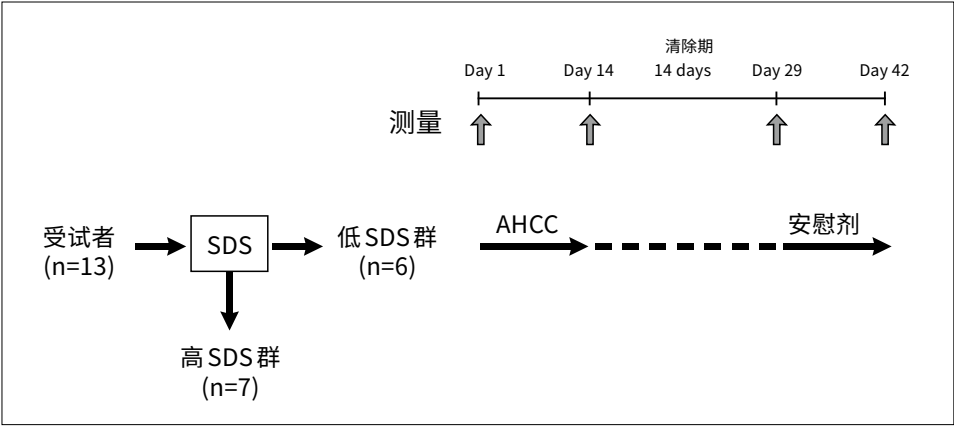 清除期
Day 1
Day 14
14 days
Day 29
Day 42
测量
受试者
(n=13)
SDS
低SDS群
(n=6)
AHCC
安慰剂
高SDS群
(n=7)